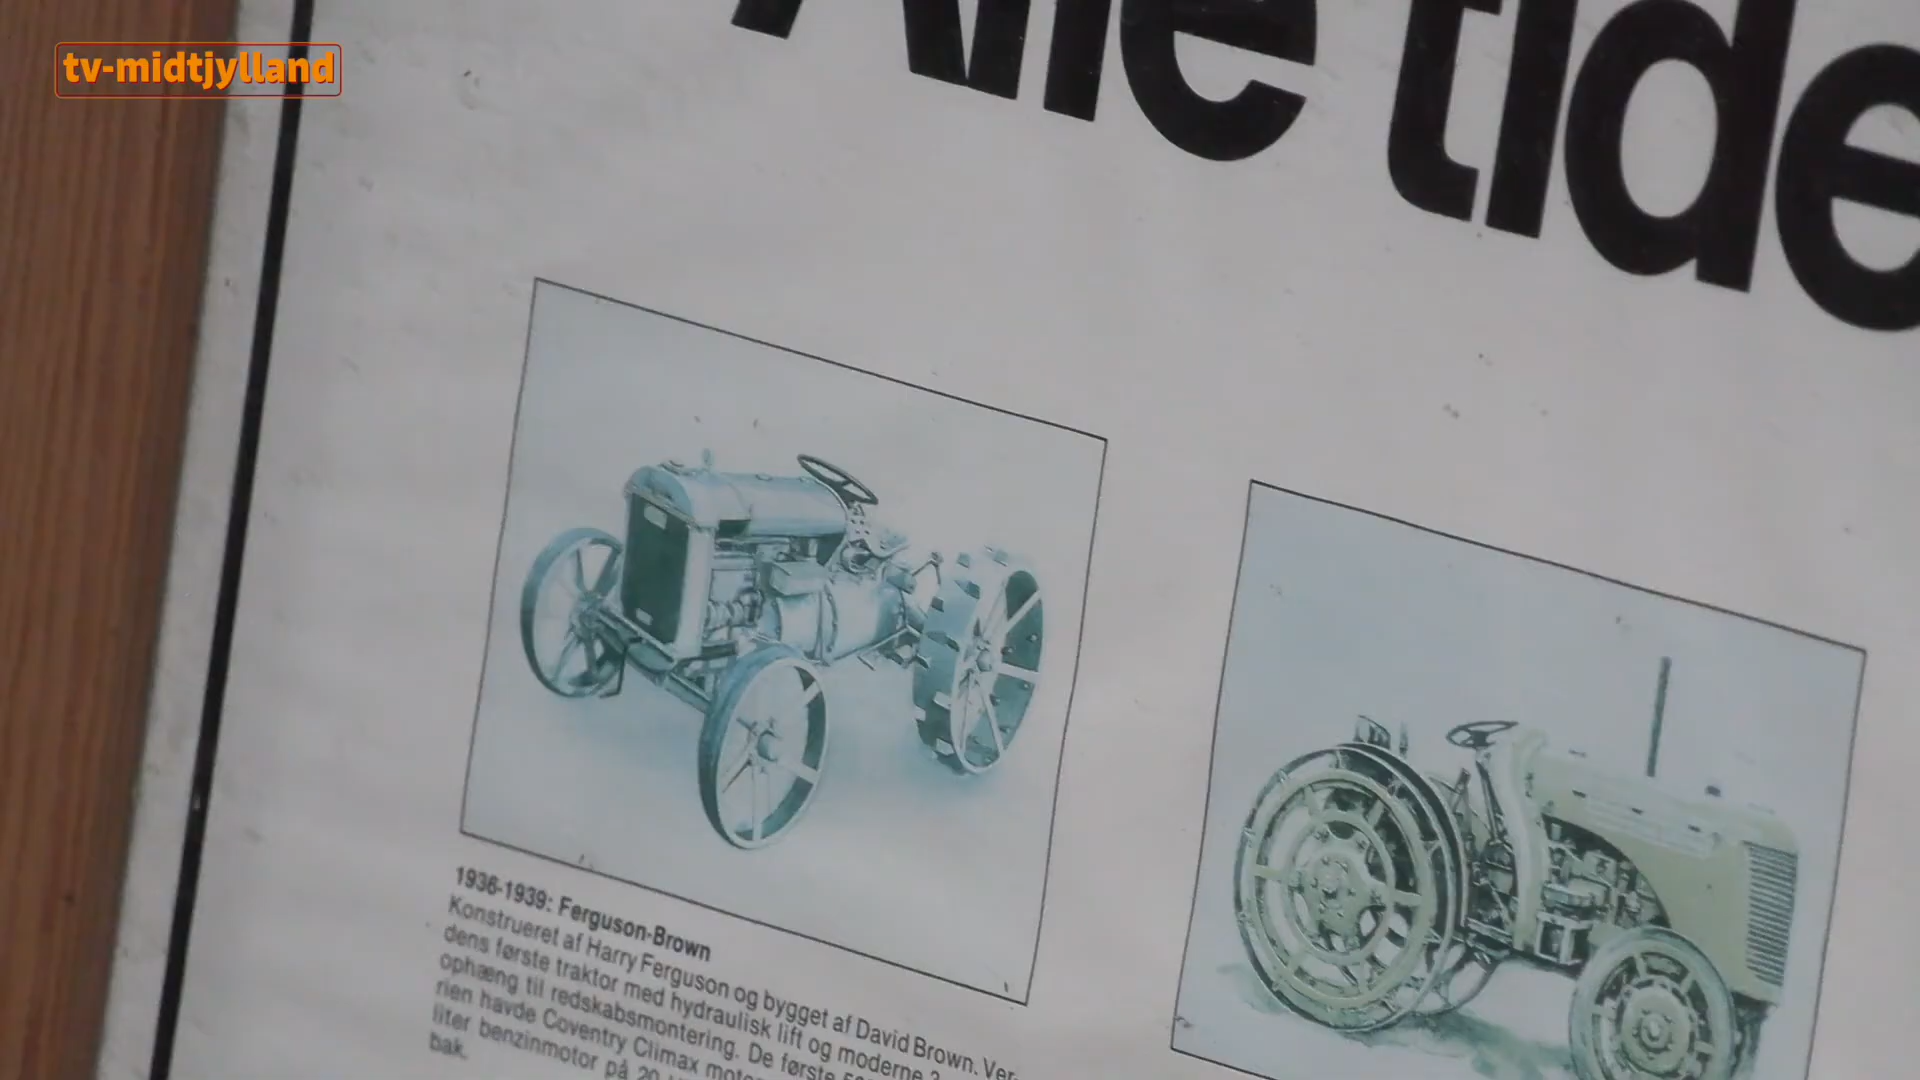 tv-midtjylland
Alle tide
1936-1939: Ferguson-Brown
Konstrueret af Harry Ferguson og bygget af David Brown. Ver-
dens første traktor med hydraulisk lift og moderne 3-
ophæng til redskabsmontering. De første
rien havde Coventry Climax
liter benzinmotor på 20
bak.